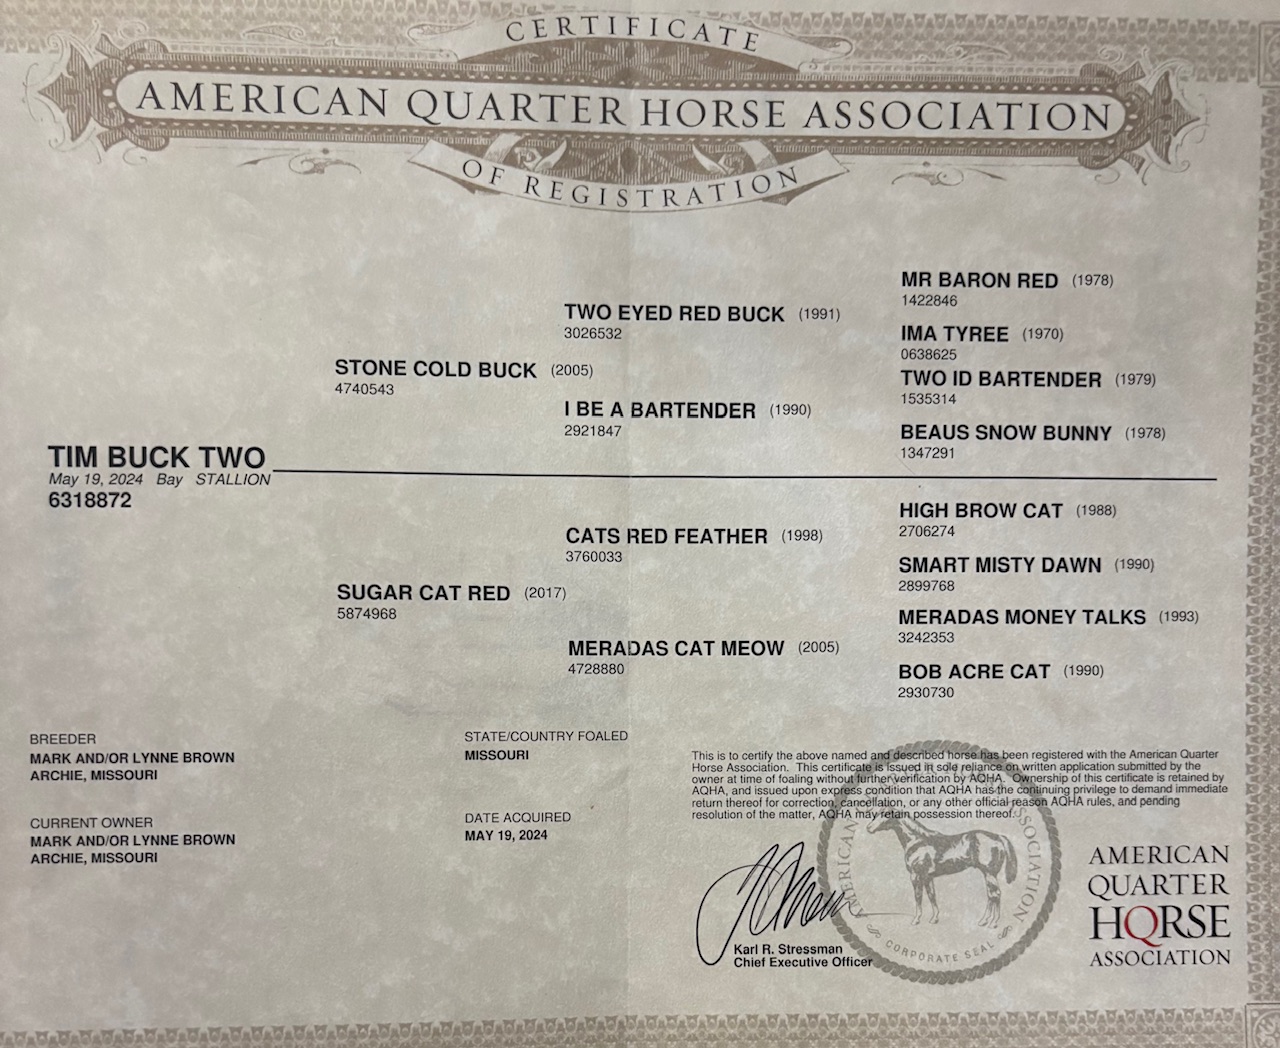 CERTIFICATE
AMERICAN QUARTER HORSE ASSOCIATION
OF REGISTRATION
MR BARON RED (1978)
1422846
TWO EYED RED BUCK (1991)
3026532
IMA TYREE (1970)
0638625
STONE COLD BUCK (2005)
4740543
TWO ID BARTENDER (1979)
1535314
I BE A BARTENDER (1990)
2921847
BEAUS SNOW BUNNY (1978)
1347291
TIM BUCK TWO
May 19, 2024 Bay STALLION
6318872
HIGH BROW CAT (1988)
2706274
CATS RED FEATHER (1998)
3760033
SMART MISTY DAWN (1990)
2899768
SUGAR CAT RED (2017)
5874968
MERADAS MONEY TALKS (1993)
3242353
MERADAS CAT MEOW (2005)
4728880
BOB ACRE CAT (1990)
2930730
BREEDER
MARK AND/OR LYNNE BROWN
ARCHIE, MISSOURI
STATE/COUNTRY FOALED
MISSOURI
CURRENT OWNER
MARK AND/OR LYNNE BROWN
ARCHIE, MISSOURI
DATE ACQUIRED
MAY 19, 2024
This is to certify the above named and described horse has been registered with the American Quarter
Horse Association. This certificate is issued in sole reliance on written application submitted by the
owner at time of foaling without further verification by AQHA. Ownership of this certificate is retained by
AQHA, and issued upon express condition that AQHA has the continuing privilege to demand immediate
return thereof for correction, cancellation, or any other official reason AQHA rules, and pending
resolution of the matter, AQHA may retain possession thereof.
AMERICAN ASSOCIATION
CORPORATE SEAL
Karl R. Stressman
Chief Executive Officer
AMERICAN
QUARTER
HORSE
ASSOCIATION